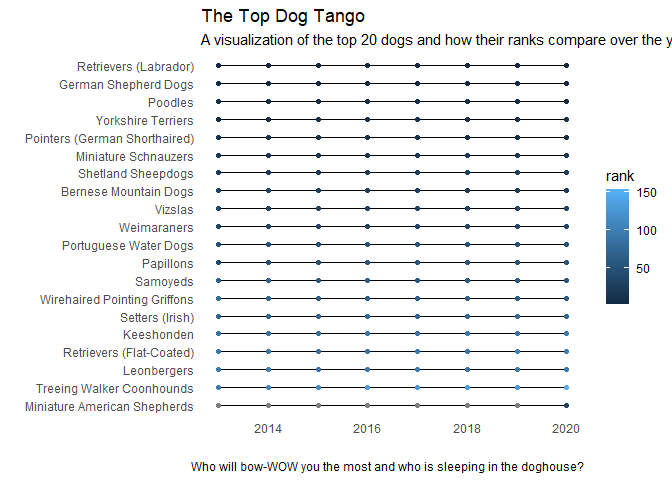 The Top Dog Tango
A visualization of the top 20 dogs and how their ranks compare over the y
Retrievers (Labrador)
German Shepherd Dogs
Poodles
Yorkshire Terriers
Pointers (German Shorthaired)
Miniature Schnauzers
Shetland Sheepdogs
Bernese Mountain Dogs
Vizslas
Weimaraners
Portuguese Water Dogs
Papillons
Samoyeds
Wirehaired Pointing Griffons
Setters (Irish)
Keeshonden
Retrievers (Flat-Coated)
Leonbergers
Treeing Walker Coonhounds
Miniature American Shepherds
2014 2016 2018 2020
rank
150
100
50
Who will bow-WOW you the most and who is sleeping in the doghouse?